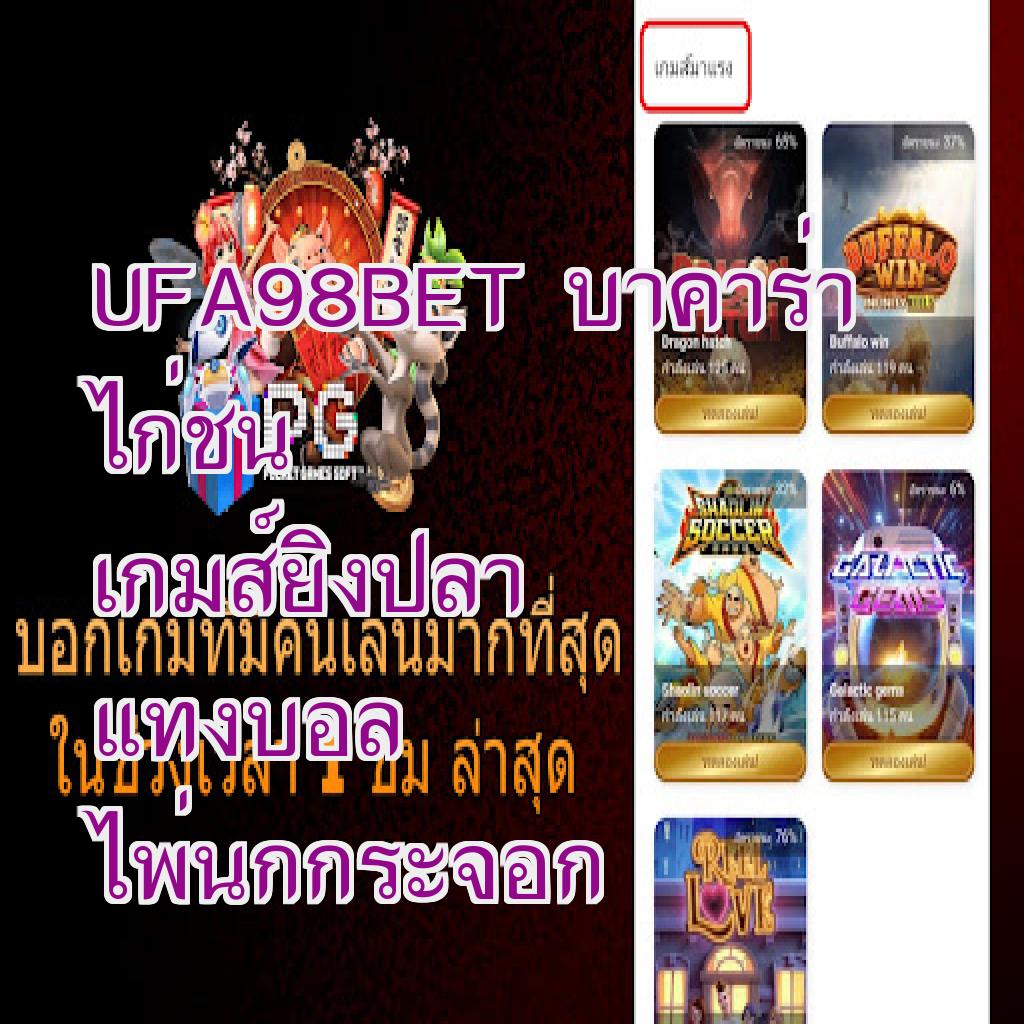 เกมส์มาแรง
อัตราชนะ 68%
อัตราชนะ 37%
UFA98BET บาคาร่า
BUFFALO
WIN
Dragon hatch
กำลังเล่น 125 คน
Buffalo win
กำลังเล่น 119 คน
ทดลองเล่น!
ทดลองเล่น!
ไก่ชน
PG
POCKET GAMES SOFT
SHAOLIN
SOCCER
อัตราชนะ 6%
GALACTIC
GEMS
เกมส์ยิงปลา
บอกเกมที่มีคนเล่นมากที่สุด
Shaolin soccer
กำลังเล่น 117 คน
Galactic gems
กำลังเล่น 115 คน
แทงบอล
ในช่วงเวลา 1 ชม ล่าสุด
ทดลองเล่น!
ทดลองเล่น!
ไพ่นกกระจอก
อัตราชนะ 76%
REEL
LOVE